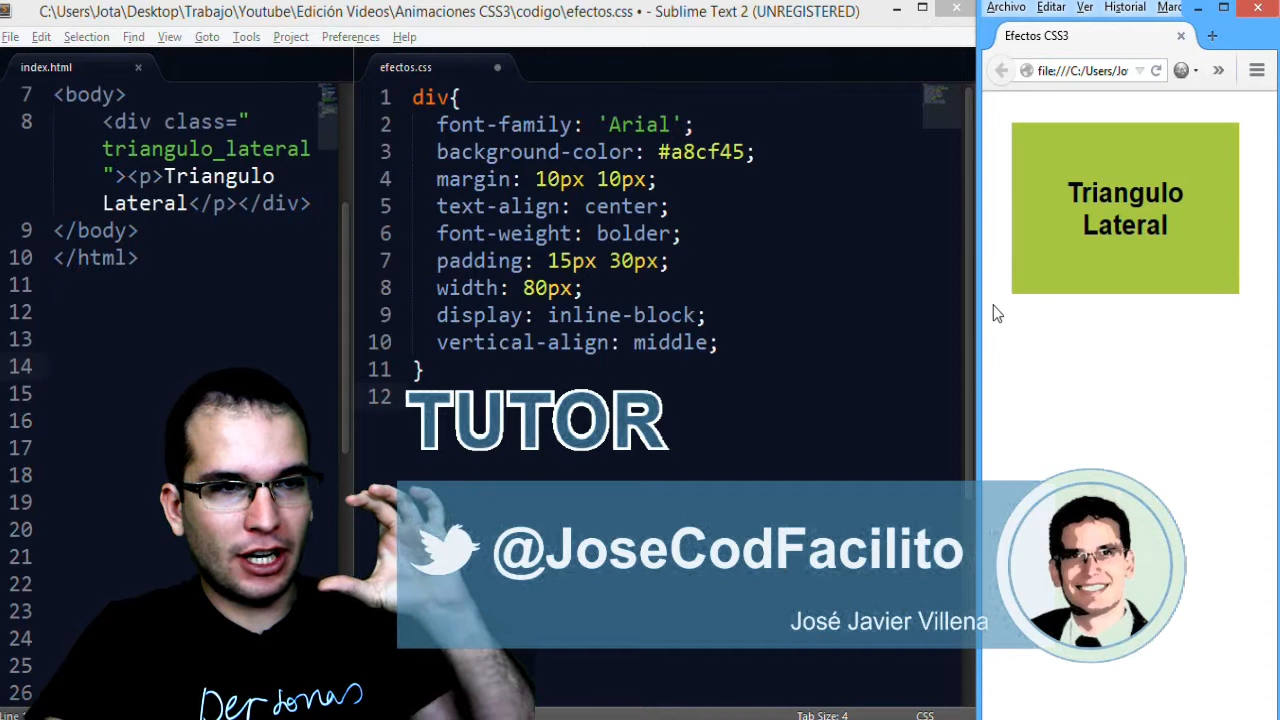 C:\Users\Jota\Desktop\Trabajo\Youtube\Edición Videos\Animaciones CSS3\codigo\efectos.css • - Sublime Text 2 (UNREGISTERED)
File Edit Selection Find View Goto Tools Project Preferences Help
index.html
efectos.css
7 <body>
8 <div class="
triangulo_lateral
"><p>Triangulo
Lateral</p></div>
9 </body>
10 </html>
11
12
13
14
15
16
17
18
19
20
21
22
23
24
25
26
1 div{
2 font-family: 'Arial';
3 background-color: #a8cf45;
4 margin: 10px 10px;
5 text-align: center;
6 font-weight: bolder;
7 padding: 15px 30px;
8 width: 80px;
9 display: inline-block;
10 vertical-align: middle;
11 }
12
Archivo Editar Ver Historial Marc
Efectos CSS3
file:///C:/Users/Jo
Triangulo
Lateral
TUTOR
@JoseCodFacilito
José Javier Villena
personas
Line
Tab Size: 4
CSS